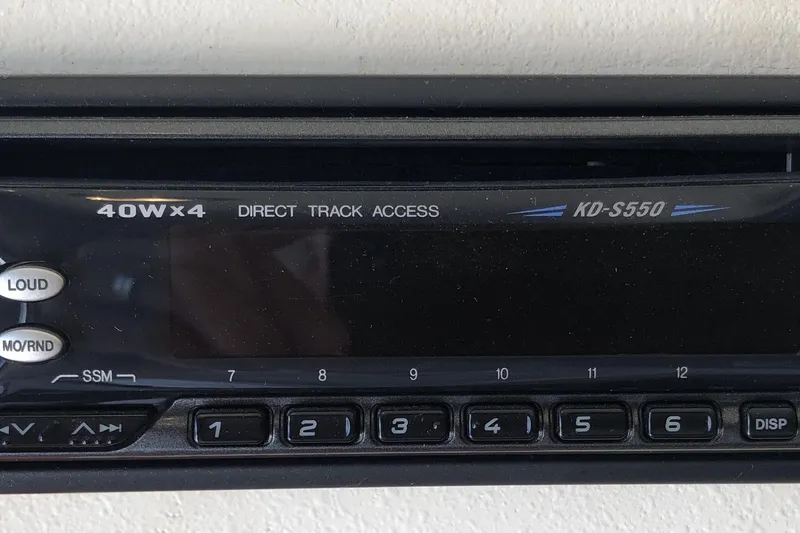 40Wx4 DIRECT TRACK ACCESS KD-S550
LOUD
MO/RND
SSM 7 8 9 10 11 12
1 2 3 4 5 6 DISP